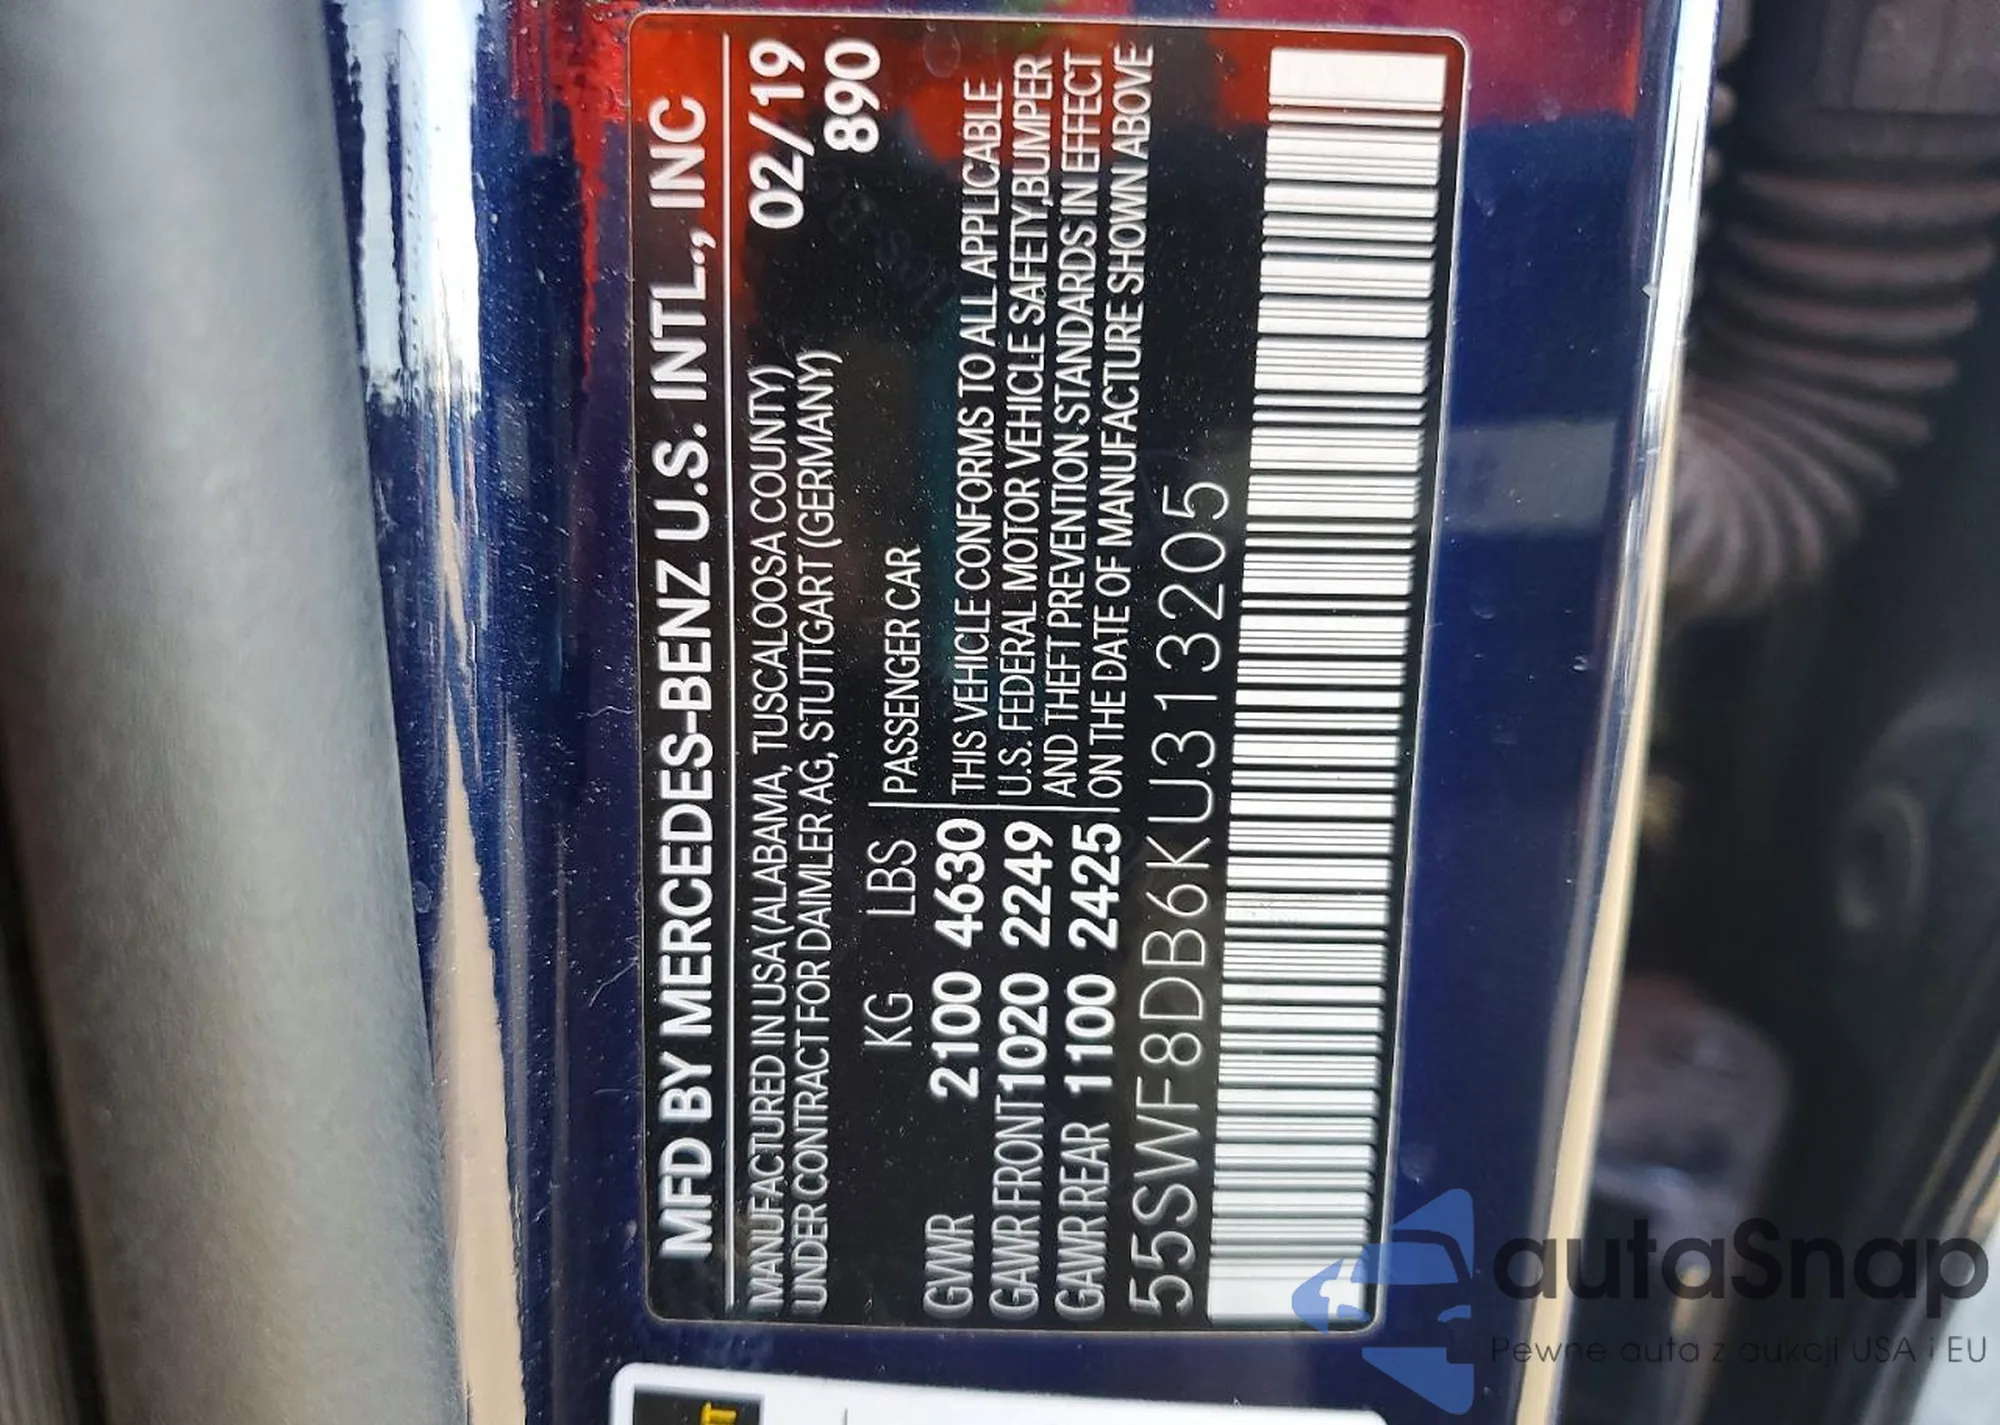 MFD BY MERCEDES-BENZ U.S. INTL., INC
MANUFACTURED IN USA (ALABAMA, TUSCALOOSA COUNTY) 02/19
UNDER CONTRACT FOR DAIMLER AG, STUTTGART (GERMANY) 890
KG LBS PASSENGER CAR
GVWR 2100 4630 THIS VEHICLE CONFORMS TO ALL APPLICABLE
GAWR FRONT 1020 2249 U.S. FEDERAL MOTOR VEHICLE SAFETY, BUMPER
GAWR REAR 1100 2425 AND THEFT PREVENTION STANDARDS IN EFFECT
ON THE DATE OF MANUFACTURE SHOWN ABOVE
55SWF8DB6KU313205
autaSnap
Pewne auta z aukcji USA i EU